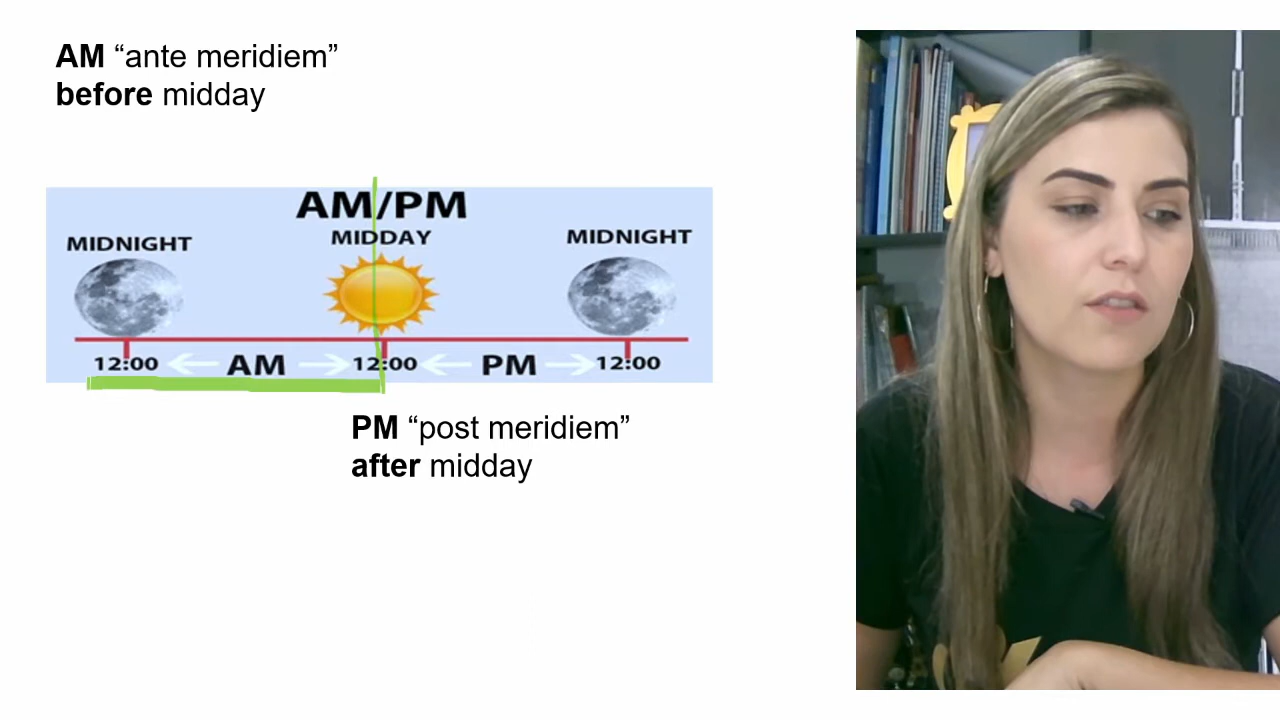 AM “ante meridiem”
before midday
AM/PM
MIDNIGHT MIDDAY MIDNIGHT
12:00 AM 12:00 PM 12:00
PM “post meridiem”
after midday